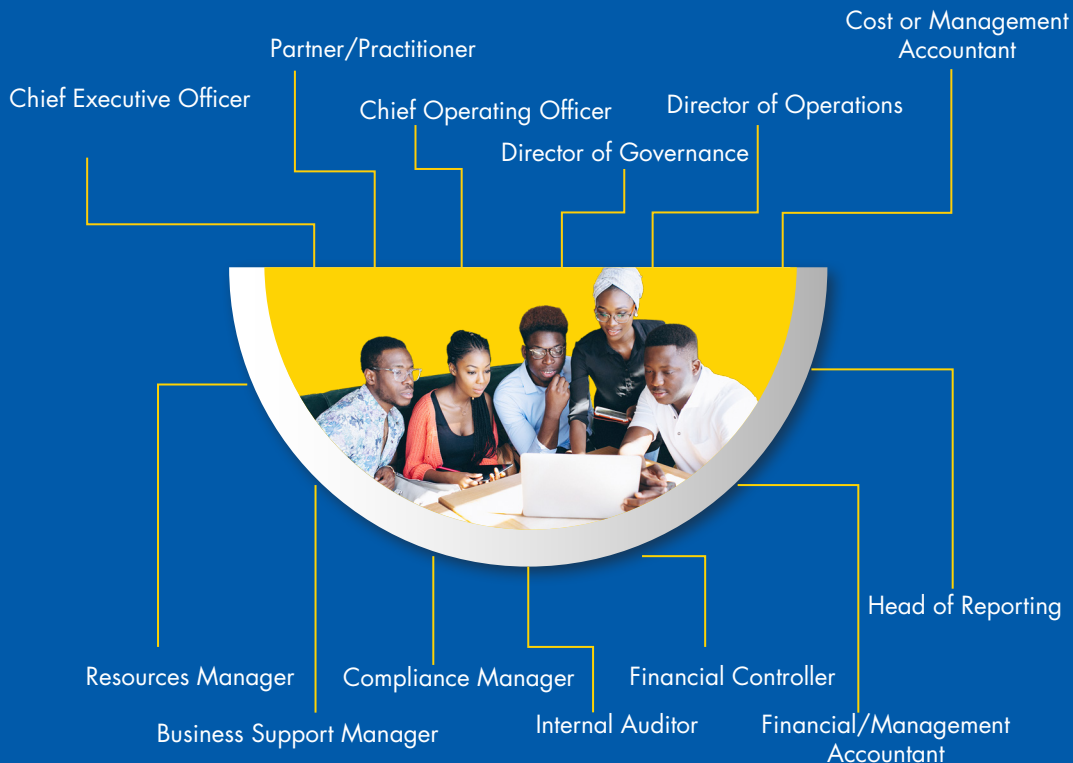 Cost or Management
Accountant
Partner/Practitioner
Chief Executive Officer
Chief Operating Officer
Director of Operations
Director of Governance
Head of Reporting
Resources Manager
Compliance Manager
Financial Controller
Business Support Manager
Internal Auditor
Financial/Management
Accountant